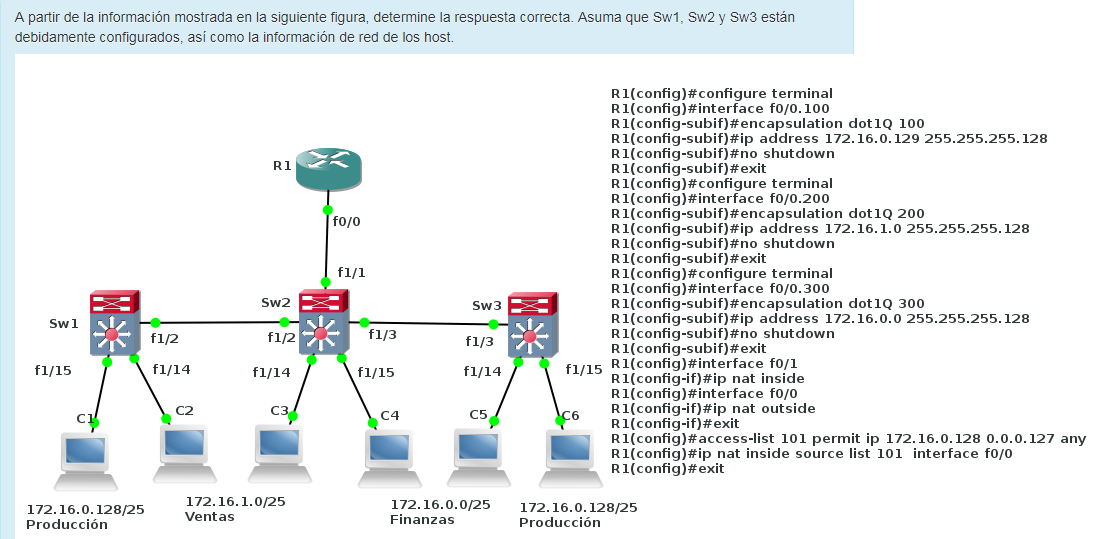 A partir de la información mostrada en la siguiente figura, determine la respuesta correcta. Asuma que Sw1, Sw2 y Sw3 están
debidamente configurados, así como la información de red de los host.
R1
f0/0
f1/1
Sw1
Sw2
Sw3
f1/2
f1/2
f1/3
f1/3
f1/15
f1/14
f1/14
f1/15
f1/14
f1/15
C1
C2
C3
C4
C5
C6
172.16.0.128/25
Producción
172.16.1.0/25
Ventas
172.16.0.0/25
Finanzas
172.16.0.128/25
Producción
R1(config)#configure terminal
R1(config)#interface f0/0.100
R1(config-subif)#encapsulation dot1Q 100
R1(config-subif)#ip address 172.16.0.129 255.255.255.128
R1(config-subif)#no shutdown
R1(config-subif)#exit
R1(config)#configure terminal
R1(config)#interface f0/0.200
R1(config-subif)#encapsulation dot1Q 200
R1(config-subif)#ip address 172.16.1.0 255.255.255.128
R1(config-subif)#no shutdown
R1(config-subif)#exit
R1(config)#configure terminal
R1(config)#interface f0/0.300
R1(config-subif)#encapsulation dot1Q 300
R1(config-subif)#ip address 172.16.0.0 255.255.255.128
R1(config-subif)#no shutdown
R1(config-subif)#exit
R1(config)#interface f0/1
R1(config-if)#ip nat inside
R1(config)#interface f0/0
R1(config-if)#ip nat outside
R1(config-if)#exit
R1(config)#access-list 101 permit ip 172.16.0.128 0.0.0.127 any
R1(config)#ip nat inside source list 101  interface f0/0
R1(config)#exit